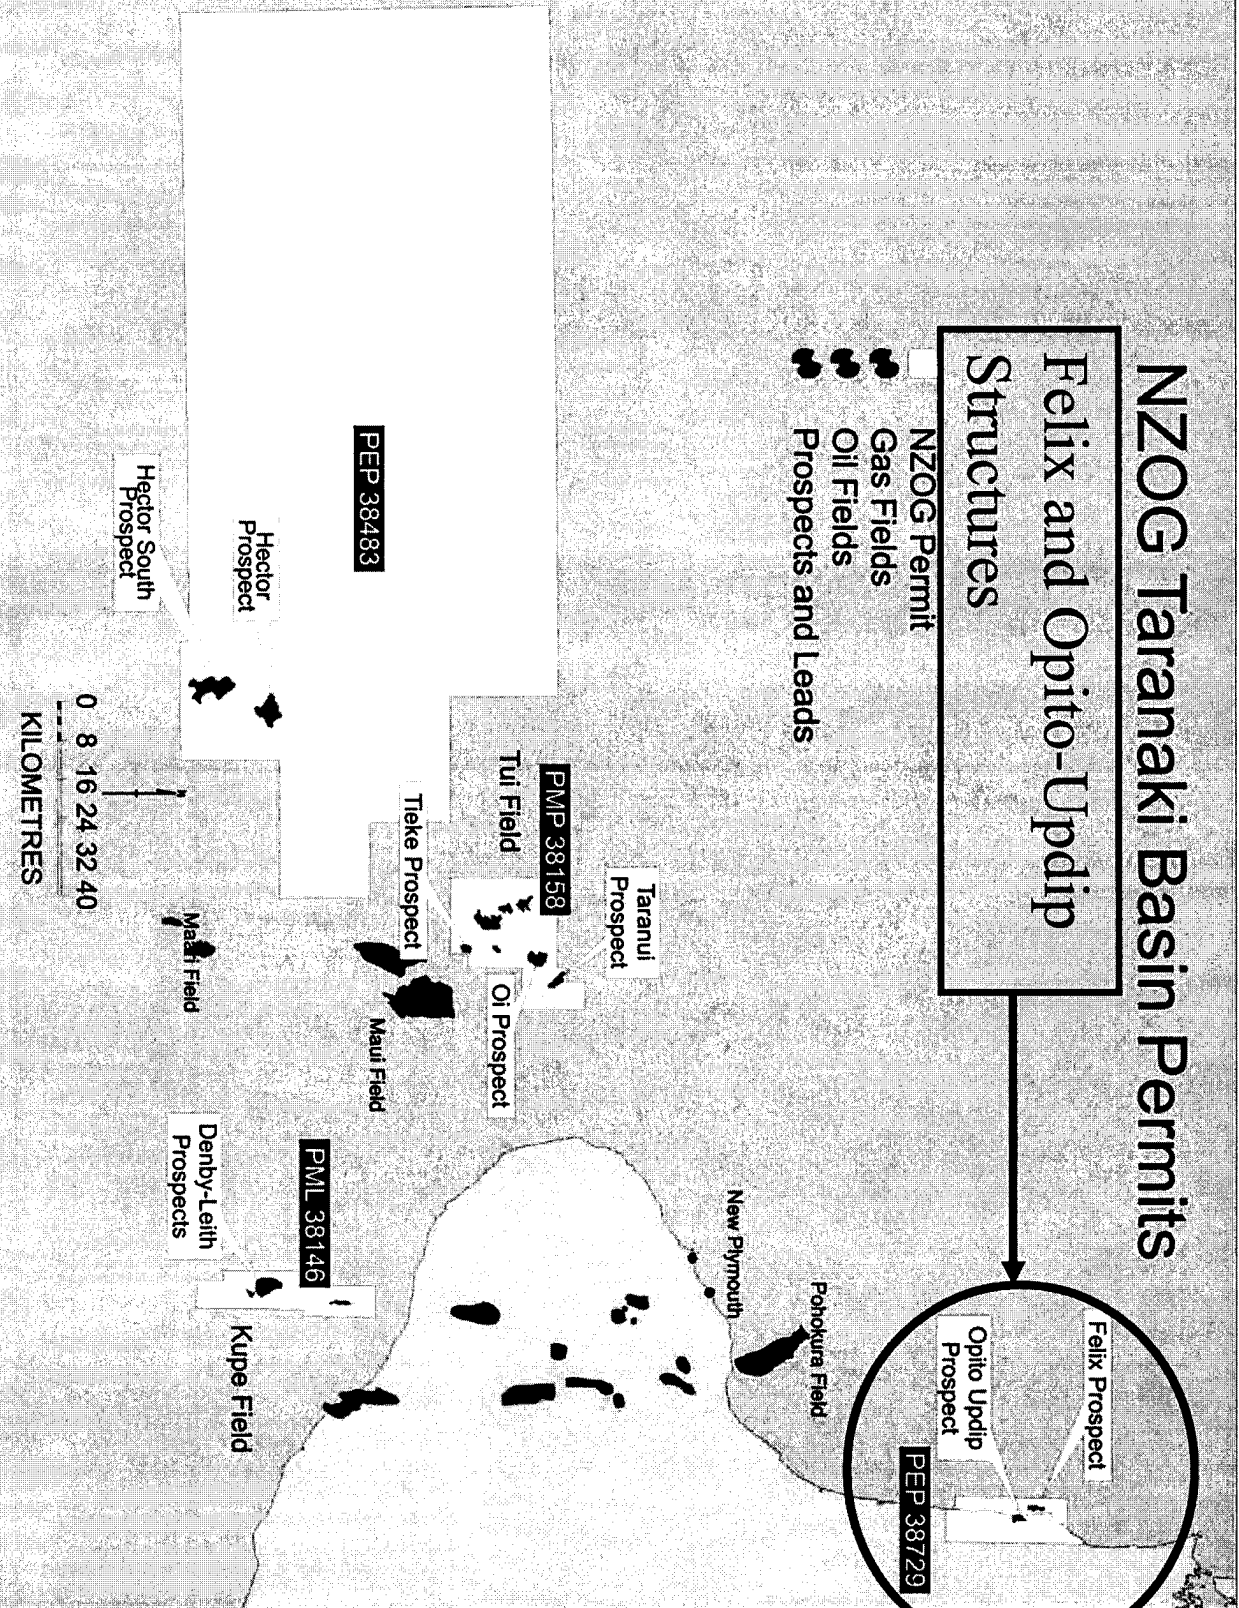 NZOG Taranaki Basin Permits
Felix and Opito-Updip
Structures
NZOG Permit
Gas Fields
Oil Fields
Prospects and Leads
Felix Prospect
Opito Updip
Prospect
PEP 38729
Pohokura Field
New Plymouth
Taranui
Prospect
PMP 38158
Tui Field
Oi Prospect
Tieke Prospect
Maui Field
PEP 38483
Hector
Prospect
Hector South
Prospect
PML 38146
Kupe Field
Denby-Leith
Prospects
Maari Field
0 8 16 24 32 40
KILOMETRES